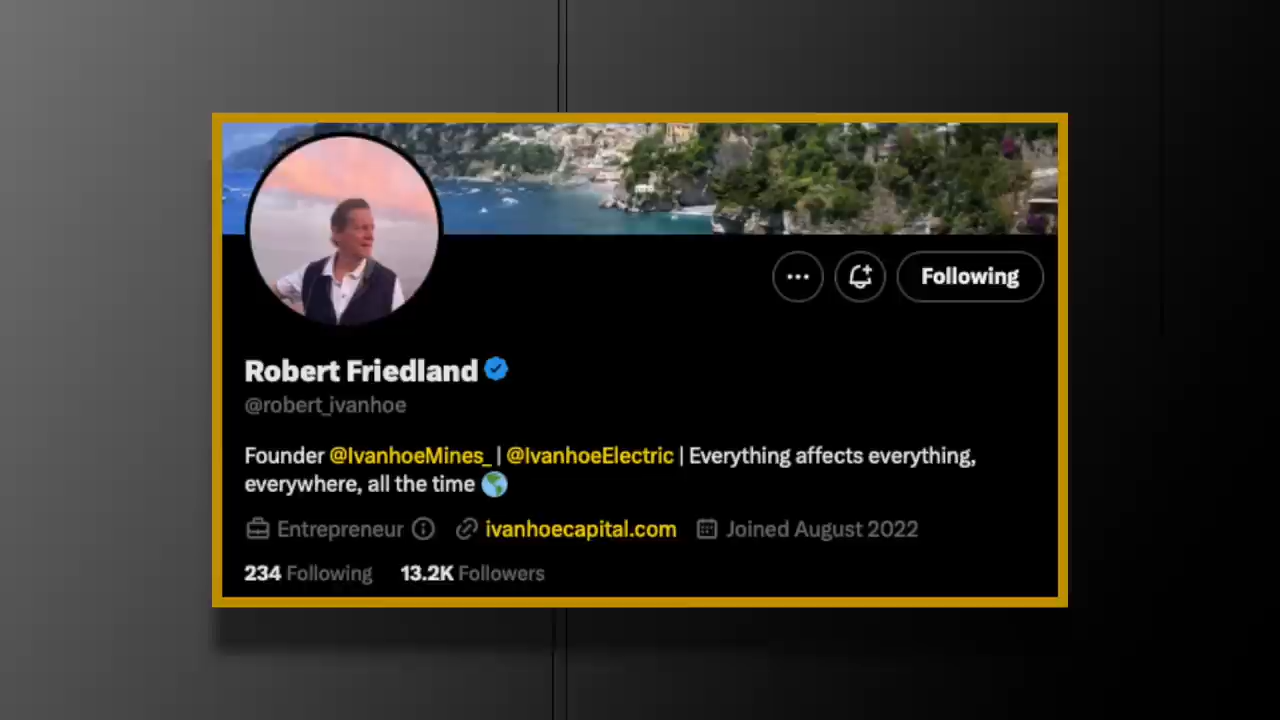 Following
Robert Friedland
@robert_ivanhoe
Founder @IvanhoeMines_ | @IvanhoeElectric | Everything affects everything,
everywhere, all the time 🌎
Entrepreneur ivanhoecapital.com Joined August 2022
234 Following 13.2K Followers